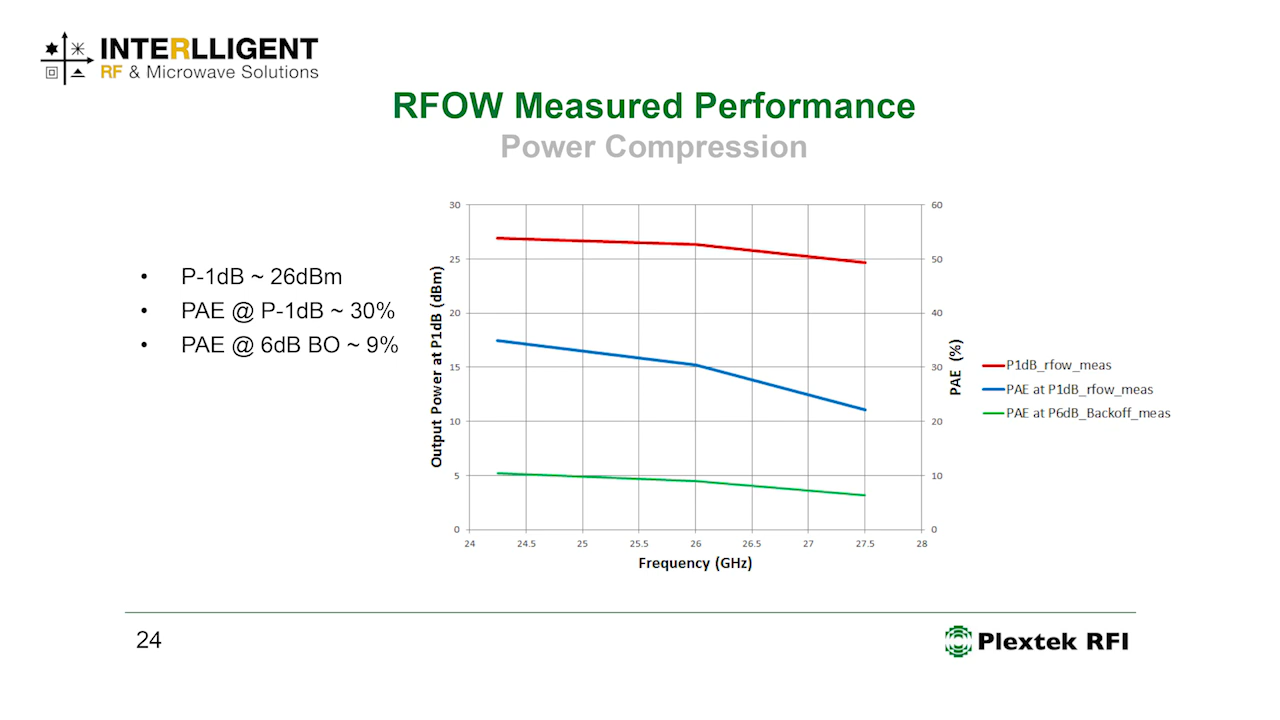 INTERLLIGENT
RF & Microwave Solutions
RFOW Measured Performance
Power Compression
• P-1dB ~ 26dBm
• PAE @ P-1dB ~ 30%
• PAE @ 6dB BO ~ 9%
Output Power at P1dB (dBm)
30
25
20
15
10
5
0
60
50
40
30
20
10
0
PAE (%)
24 24.5 25 25.5 26 26.5 27 27.5 28
Frequency (GHz)
P1dB_rfow_meas
PAE at P1dB_rfow_meas
PAE at P6dB_Backoff_meas
24
Plextek RFI